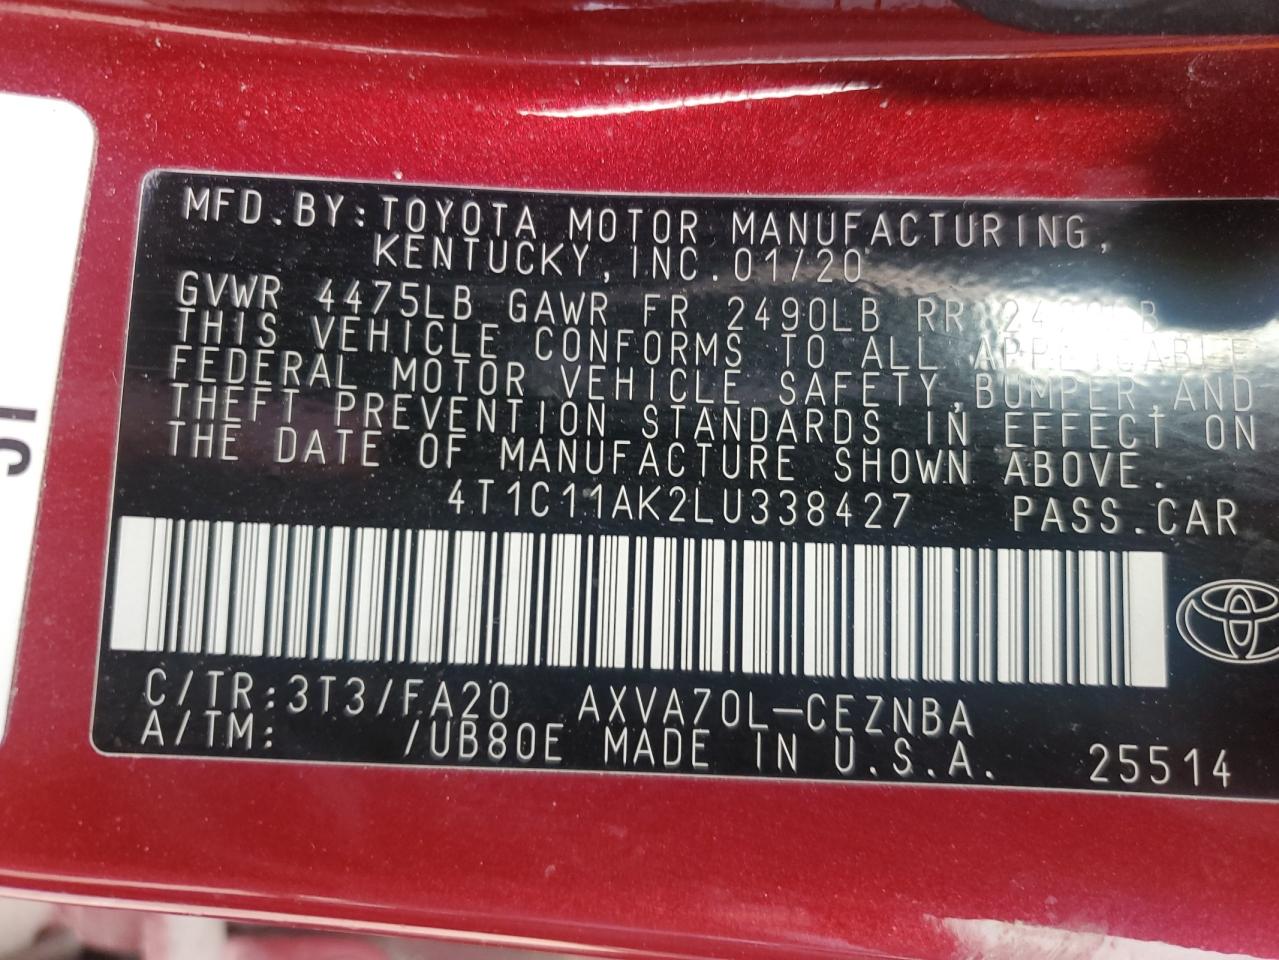 MFD.BY:TOYOTA MOTOR MANUFACTURING,
KENTUCKY,INC.01/20
GVWR 4475LB GAWR FR 2490LB RR
THIS VEHICLE CONFORMS TO ALL APPLICABLE
FEDERAL MOTOR VEHICLE SAFETY,BUMPER,AND
THEFT PREVENTION STANDARDS IN EFFECT ON
THE DATE OF MANUFACTURE SHOWN ABOVE.
4T1C11AK2LU338427 PASS.CAR
C/TR:3T3/FA20 AXVA70L-CEZNBA
A/TM: /UB80E MADE IN U.S.A. 25514